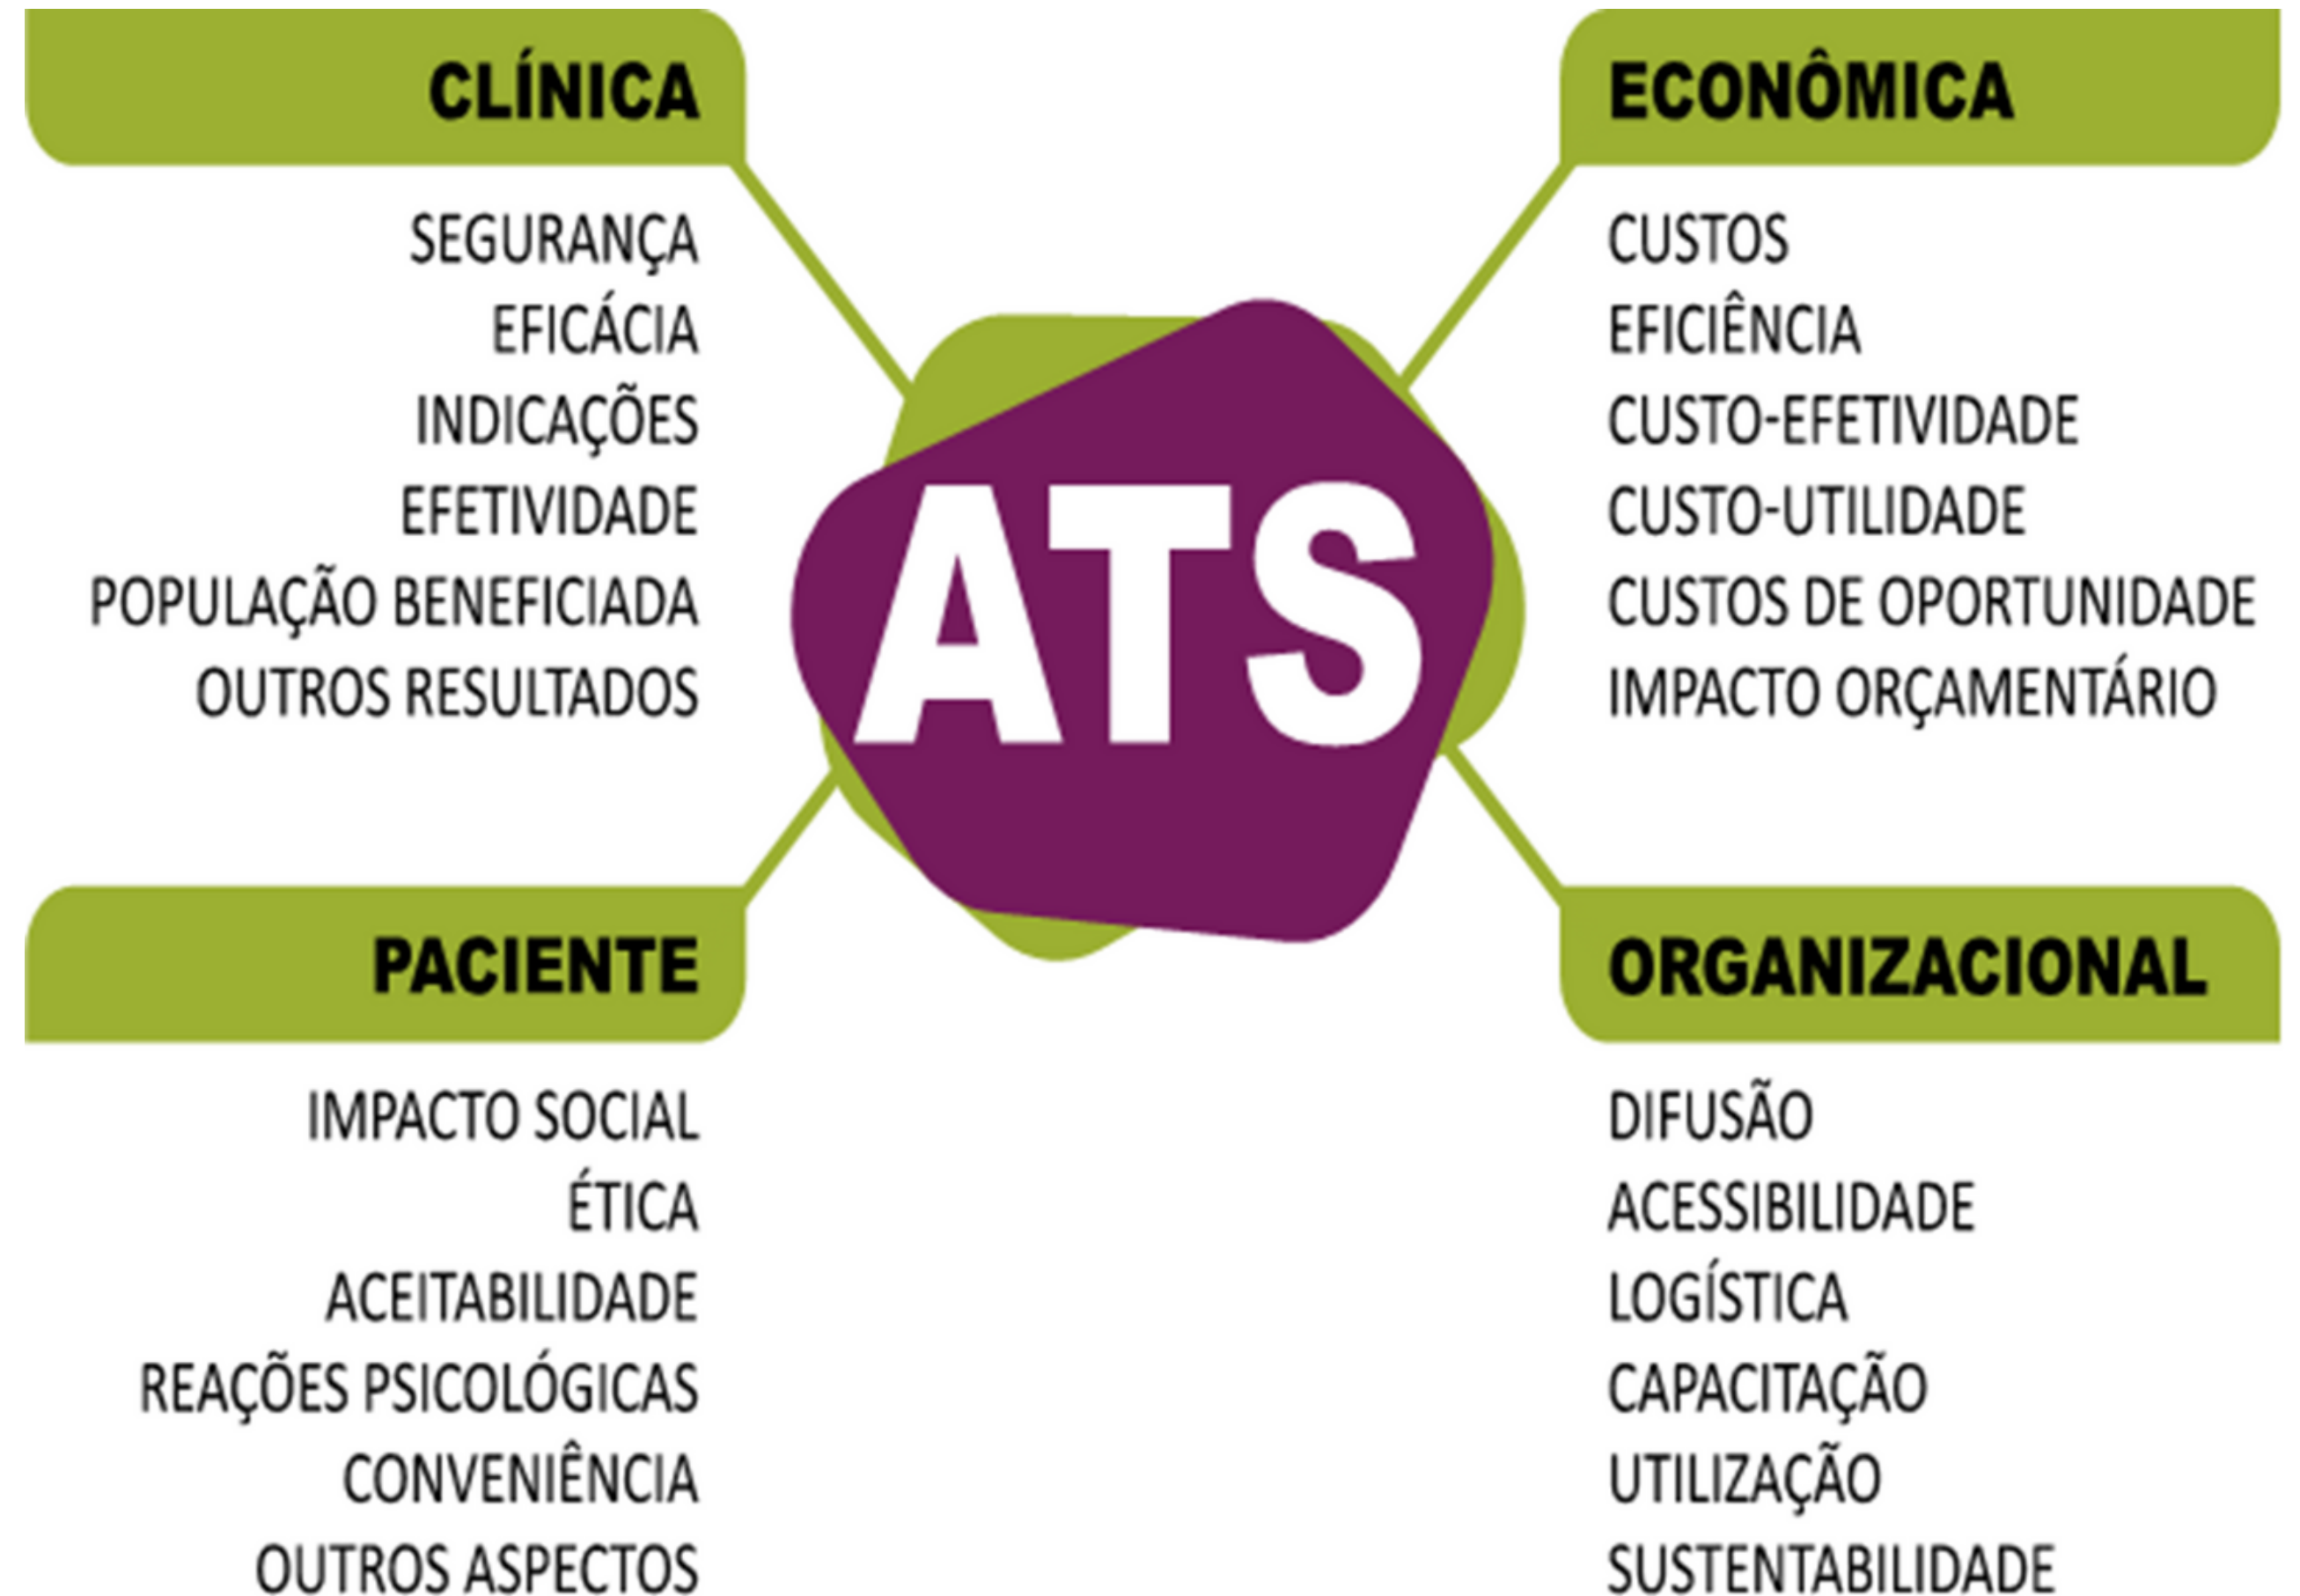 CLÍNICA
SEGURANÇA
EFICÁCIA
INDICAÇÕES
EFETIVIDADE
POPULAÇÃO BENEFICIADA
OUTROS RESULTADOS
ECONÔMICA
CUSTOS
EFICIÊNCIA
CUSTO-EFETIVIDADE
CUSTO-UTILIDADE
CUSTOS DE OPORTUNIDADE
IMPACTO ORÇAMENTÁRIO
ATS
PACIENTE
IMPACTO SOCIAL
ÉTICA
ACEITABILIDADE
REAÇÕES PSICOLÓGICAS
CONVENIÊNCIA
OUTROS ASPECTOS
ORGANIZACIONAL
DIFUSÃO
ACESSIBILIDADE
LOGÍSTICA
CAPACITAÇÃO
UTILIZAÇÃO
SUSTENTABILIDADE